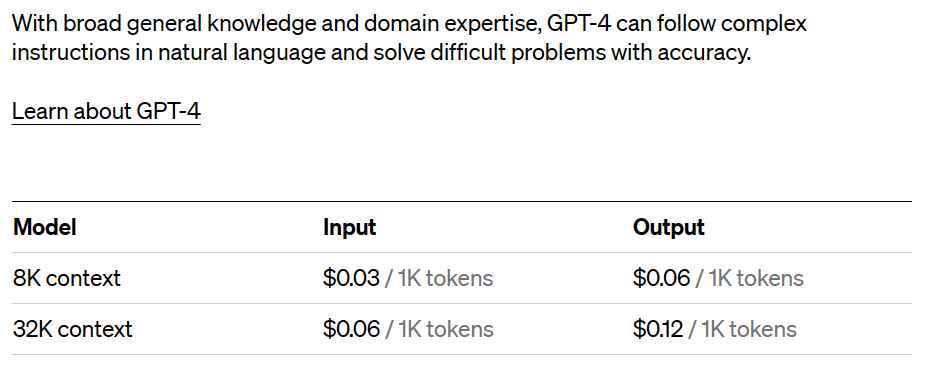 With broad general knowledge and domain expertise, GPT-4 can follow complex
instructions in natural language and solve difficult problems with accuracy.
Learn about GPT-4
Model Input Output
8K context $0.03 / 1K tokens $0.06 / 1K tokens
32K context $0.06 / 1K tokens $0.12 / 1K tokens